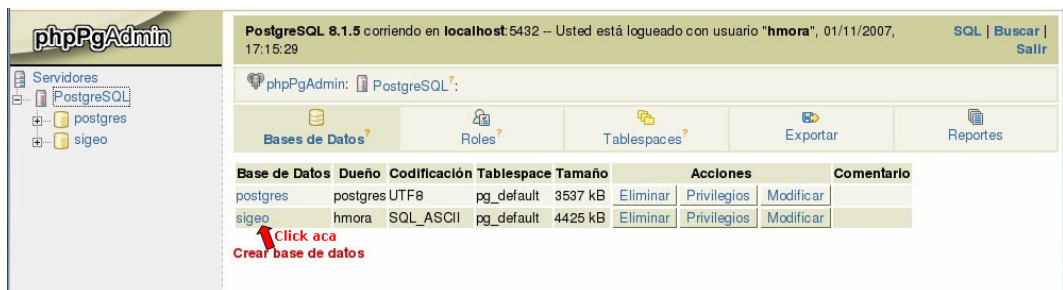 phpPgAdmin
PostgreSQL 8.1.5 corriendo en localhost:5432 -- Usted está logueado con usuario "hmora", 01/11/2007, 17:15:29
SQL | Buscar | Salir
Servidores
PostgreSQL
postgres
sigeo
phpPgAdmin: PostgreSQL?:
Bases de Datos? Roles? Tablespaces? Exportar Reportes
Base de Datos Dueño Codificación Tablespace Tamaño Acciones Comentario
postgres postgres UTF8 pg_default 3537 kB Eliminar Privilegios Modificar
sigeo hmora SQL_ASCII pg_default 4425 kB Eliminar Privilegios Modificar
Click aca
Crear base de datos